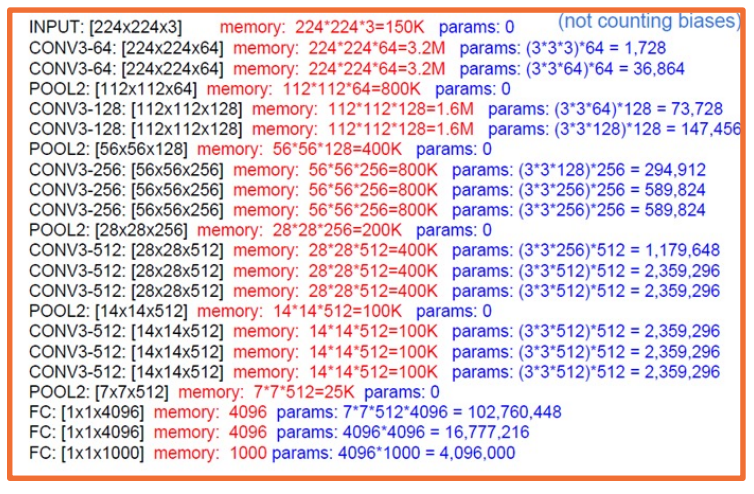 (not counting biases)
INPUT: [224x224x3] memory: 224*224*3=150K params: 0
CONV3-64: [224x224x64] memory: 224*224*64=3.2M params: (3*3*3)*64 = 1,728
CONV3-64: [224x224x64] memory: 224*224*64=3.2M params: (3*3*64)*64 = 36,864
POOL2: [112x112x64] memory: 112*112*64=800K params: 0
CONV3-128: [112x112x128] memory: 112*112*128=1.6M params: (3*3*64)*128 = 73,728
CONV3-128: [112x112x128] memory: 112*112*128=1.6M params: (3*3*128)*128 = 147,456
POOL2: [56x56x128] memory: 56*56*128=400K params: 0
CONV3-256: [56x56x256] memory: 56*56*256=800K params: (3*3*128)*256 = 294,912
CONV3-256: [56x56x256] memory: 56*56*256=800K params: (3*3*256)*256 = 589,824
CONV3-256: [56x56x256] memory: 56*56*256=800K params: (3*3*256)*256 = 589,824
POOL2: [28x28x256] memory: 28*28*256=200K params: 0
CONV3-512: [28x28x512] memory: 28*28*512=400K params: (3*3*256)*512 = 1,179,648
CONV3-512: [28x28x512] memory: 28*28*512=400K params: (3*3*512)*512 = 2,359,296
CONV3-512: [28x28x512] memory: 28*28*512=400K params: (3*3*512)*512 = 2,359,296
POOL2: [14x14x512] memory: 14*14*512=100K params: 0
CONV3-512: [14x14x512] memory: 14*14*512=100K params: (3*3*512)*512 = 2,359,296
CONV3-512: [14x14x512] memory: 14*14*512=100K params: (3*3*512)*512 = 2,359,296
CONV3-512: [14x14x512] memory: 14*14*512=100K params: (3*3*512)*512 = 2,359,296
POOL2: [7x7x512] memory: 7*7*512=25K params: 0
FC: [1x1x4096] memory: 4096 params: 7*7*512*4096 = 102,760,448
FC: [1x1x4096] memory: 4096 params: 4096*4096 = 16,777,216
FC: [1x1x1000] memory: 1000 params: 4096*1000 = 4,096,000